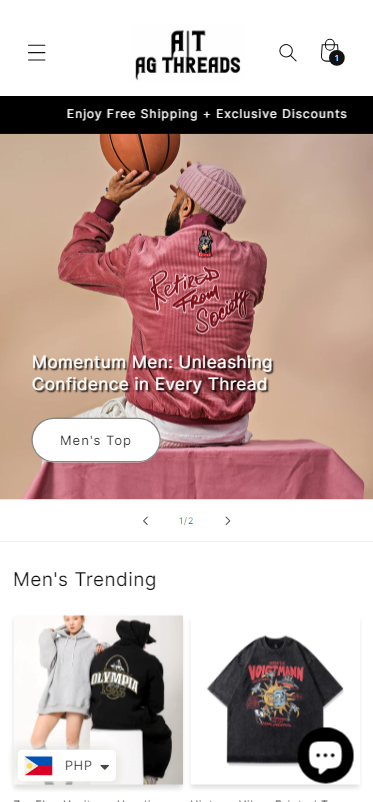 A|T
AG THREADS
1
Enjoy Free Shipping + Exclusive Discounts
Retired
From
Society
Momentum Men: Unleashing
Confidence in Every Thread
Men's Top
1/2
Men's Trending
OLYMPIA
VOIGTMANN
PHP